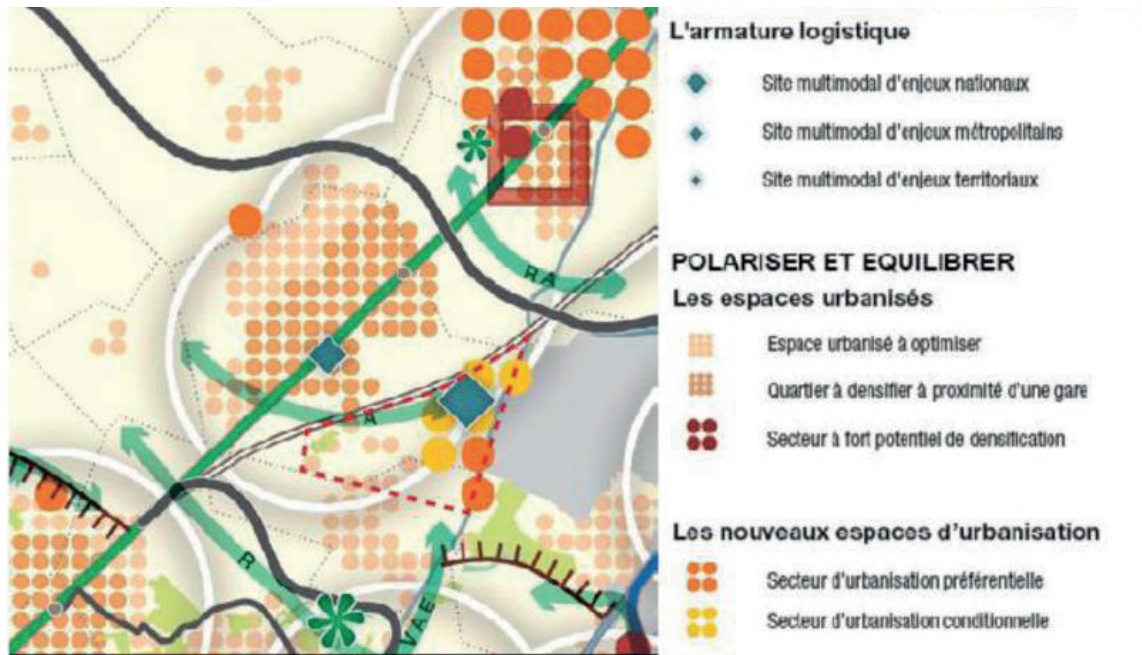 L'armature logistique
Site multimodal d'enjeux nationaux
Site multimodal d'enjeux métropolitains
Site multimodal d'enjeux territoriaux
POLARISER ET EQUILIBRER
Les espaces urbanisés
Espace urbanisé à optimiser
Quartier à densifier à proximité d'une gare
Secteur à fort potentiel de densification
Les nouveaux espaces d'urbanisation
Secteur d'urbanisation préférentielle
Secteur d'urbanisation conditionnelle
RA
A
R
VAE